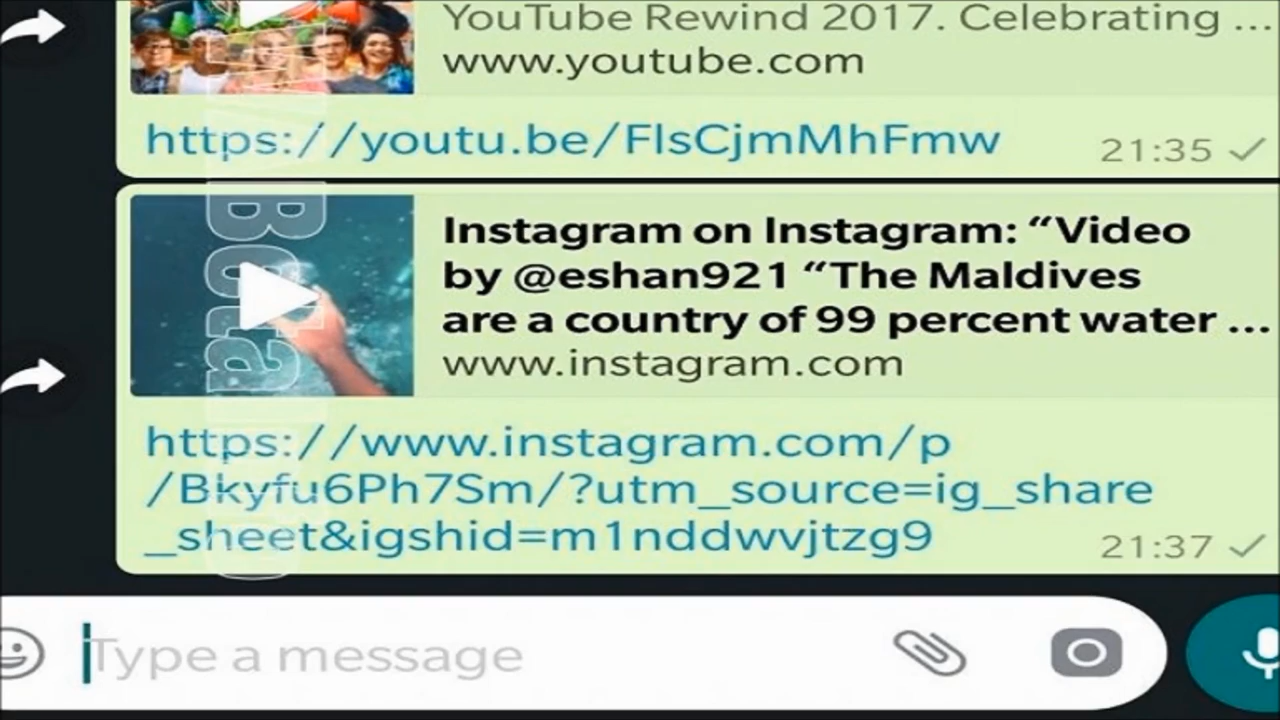 YouTube Rewind 2017. Celebrating ...
www.youtube.com
https://youtu.be/FlsCjmMhFmw
21:35
Instagram on Instagram: “Video
by @eshan921 “The Maldives
are a country of 99 percent water ...
www.instagram.com
https://www.instagram.com/p
/Bkyfu6Ph7Sm/?utm_source=ig_share
_sheet&igshid=m1nddwvjtzg9
21:37
Type a message